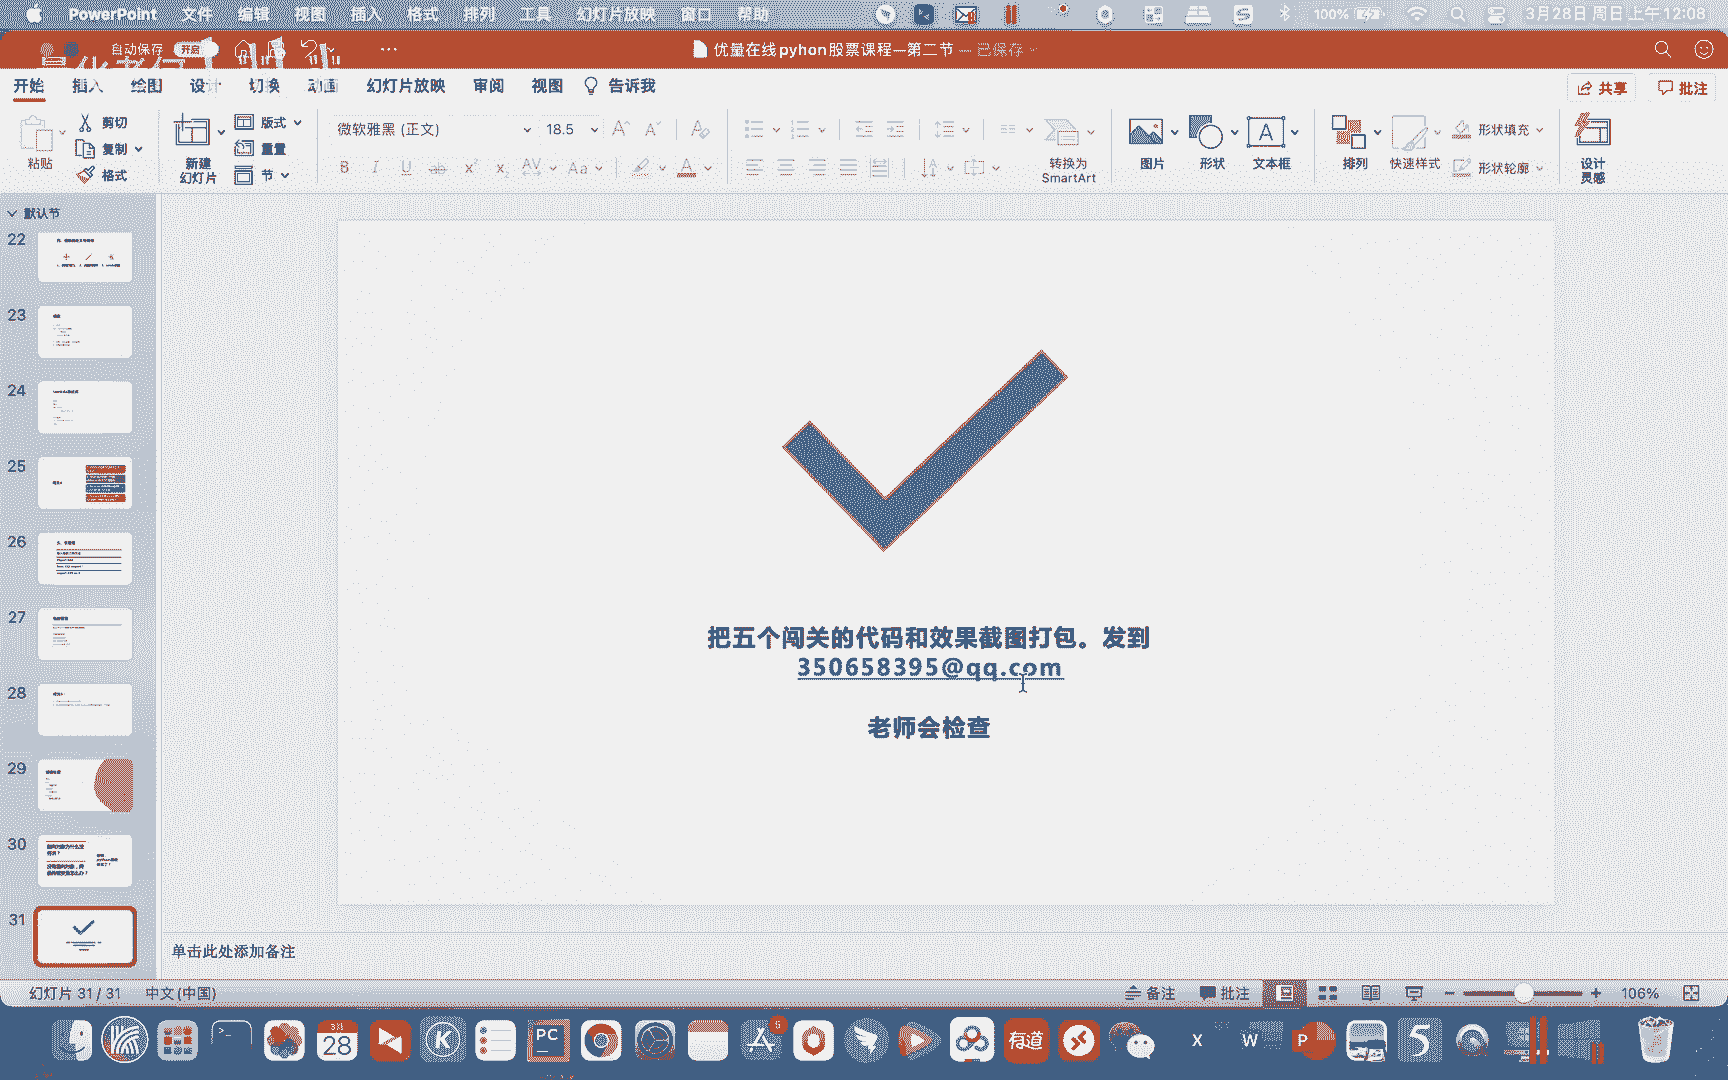 PowerPoint 文件 编辑 视图 插入 格式 排列 工具 幻灯片放映 窗口 帮助 100% 3月28日 周日 上午12:08
自动保存 开启 优量在线pyhon股票课程—第二节 — 已保存
开始 插入 绘图 设计 切换 动画 幻灯片放映 审阅 视图 告诉我 共享 批注
粘贴 剪切 复制 格式
新建
幻灯片
版式 重置 节
微软雅黑 (正文) 18.5
转换为
SmartArt
图片 形状 文本框 排列 快速样式 形状填充 形状轮廓
设计
灵感
默认节
22
23
24
25
26
27
28
29
30
31
把五个闯关的代码和效果截图打包。发到
350658395@qq.com
老师会检查
单击此处添加备注
幻灯片 31 / 31 中文 (中国) 备注 批注 106%
28
PC
有道